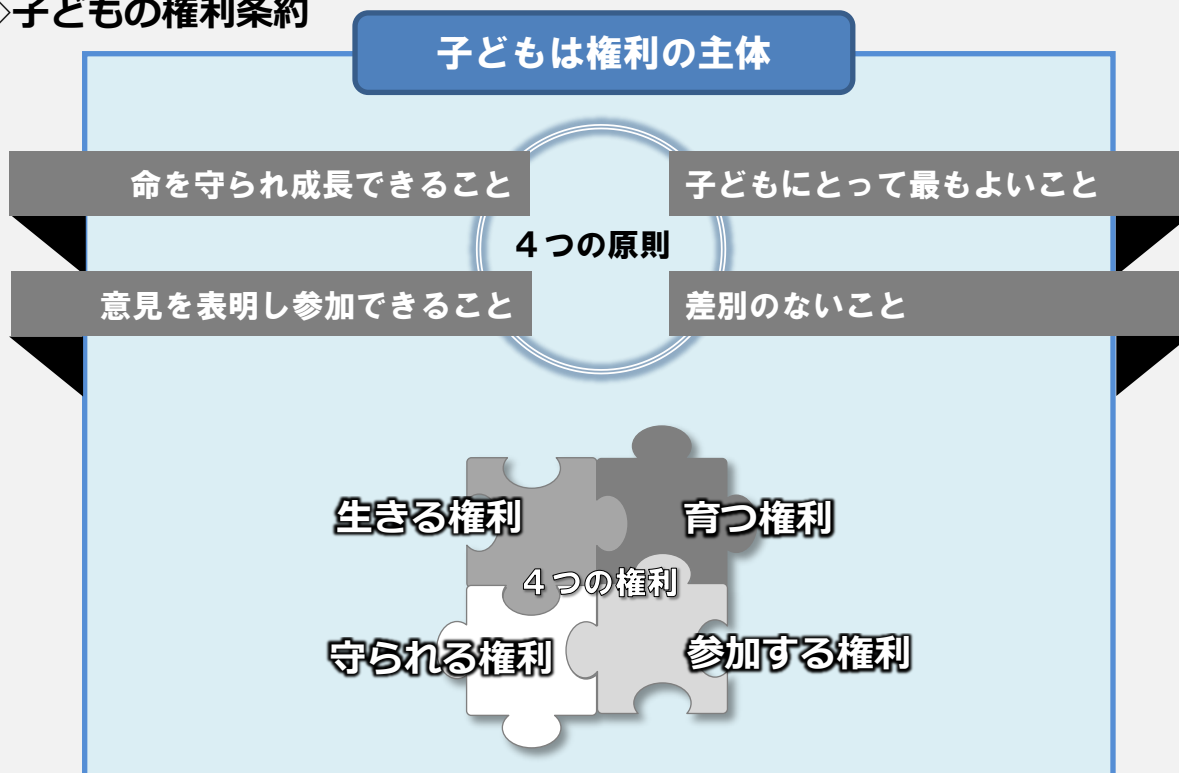 ◇子どもの権利条約
子どもは権利の主体
命を守られ成長できること
子どもにとって最もよいこと
４つの原則
意見を表明し参加できること
差別のないこと
生きる権利
育つ権利
４つの権利
守られる権利
参加する権利